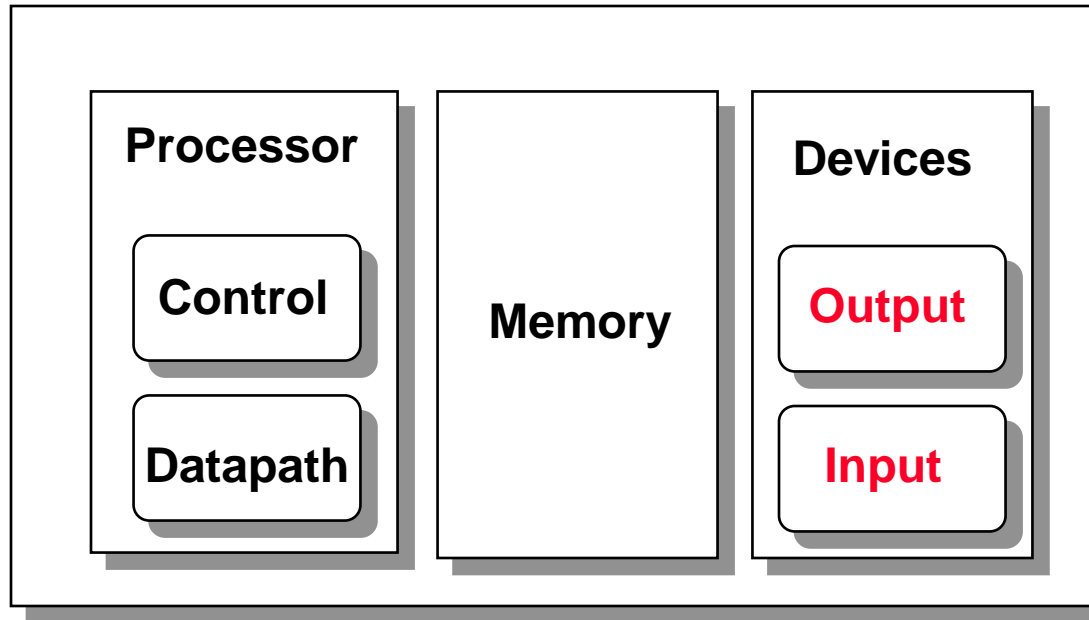 Processor
Control
Datapath
Memory
Devices
Output
Input